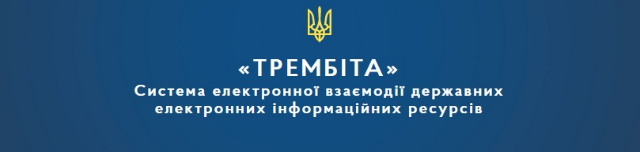 «ТРЕМБІТА»
Система електронної взаємодії державних
електронних інформаційних ресурсів